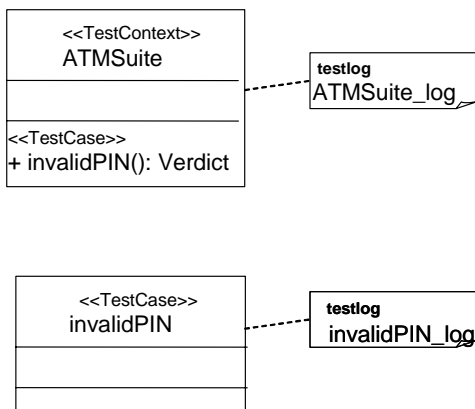 <<TestContext>>
ATMSuite
testlog
ATMSuite_log
<<TestCase>>
+ invalidPIN(): Verdict
<<TestCase>>
invalidPIN
testlog
invalidPIN_log